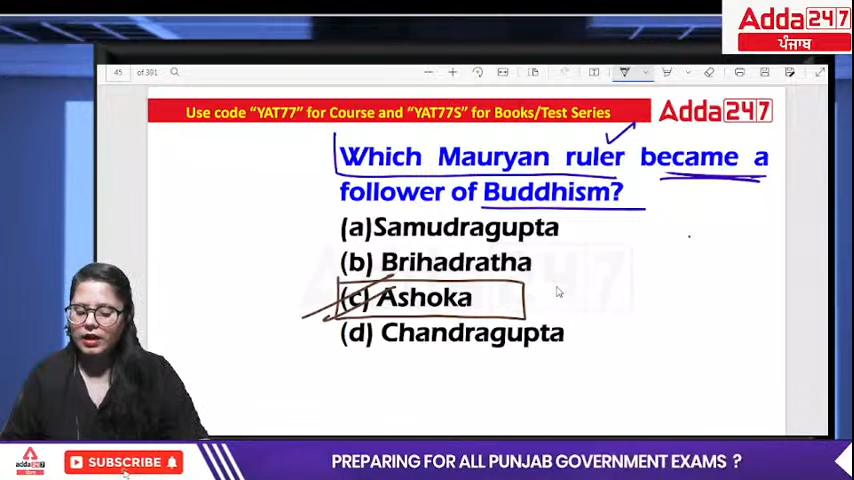 Adda247
ਪੰਜਾਬ
45 of 391
Use code “YAT77” for Course and “YAT77S” for Books/Test Series
Adda247
Which Mauryan ruler became a
follower of Buddhism?
(a)Samudragupta
(b) Brihadratha
(c) Ashoka
(d) Chandragupta
adda247
SUBSCRIBE
PREPARING FOR ALL PUNJAB GOVERNMENT EXAMS ?